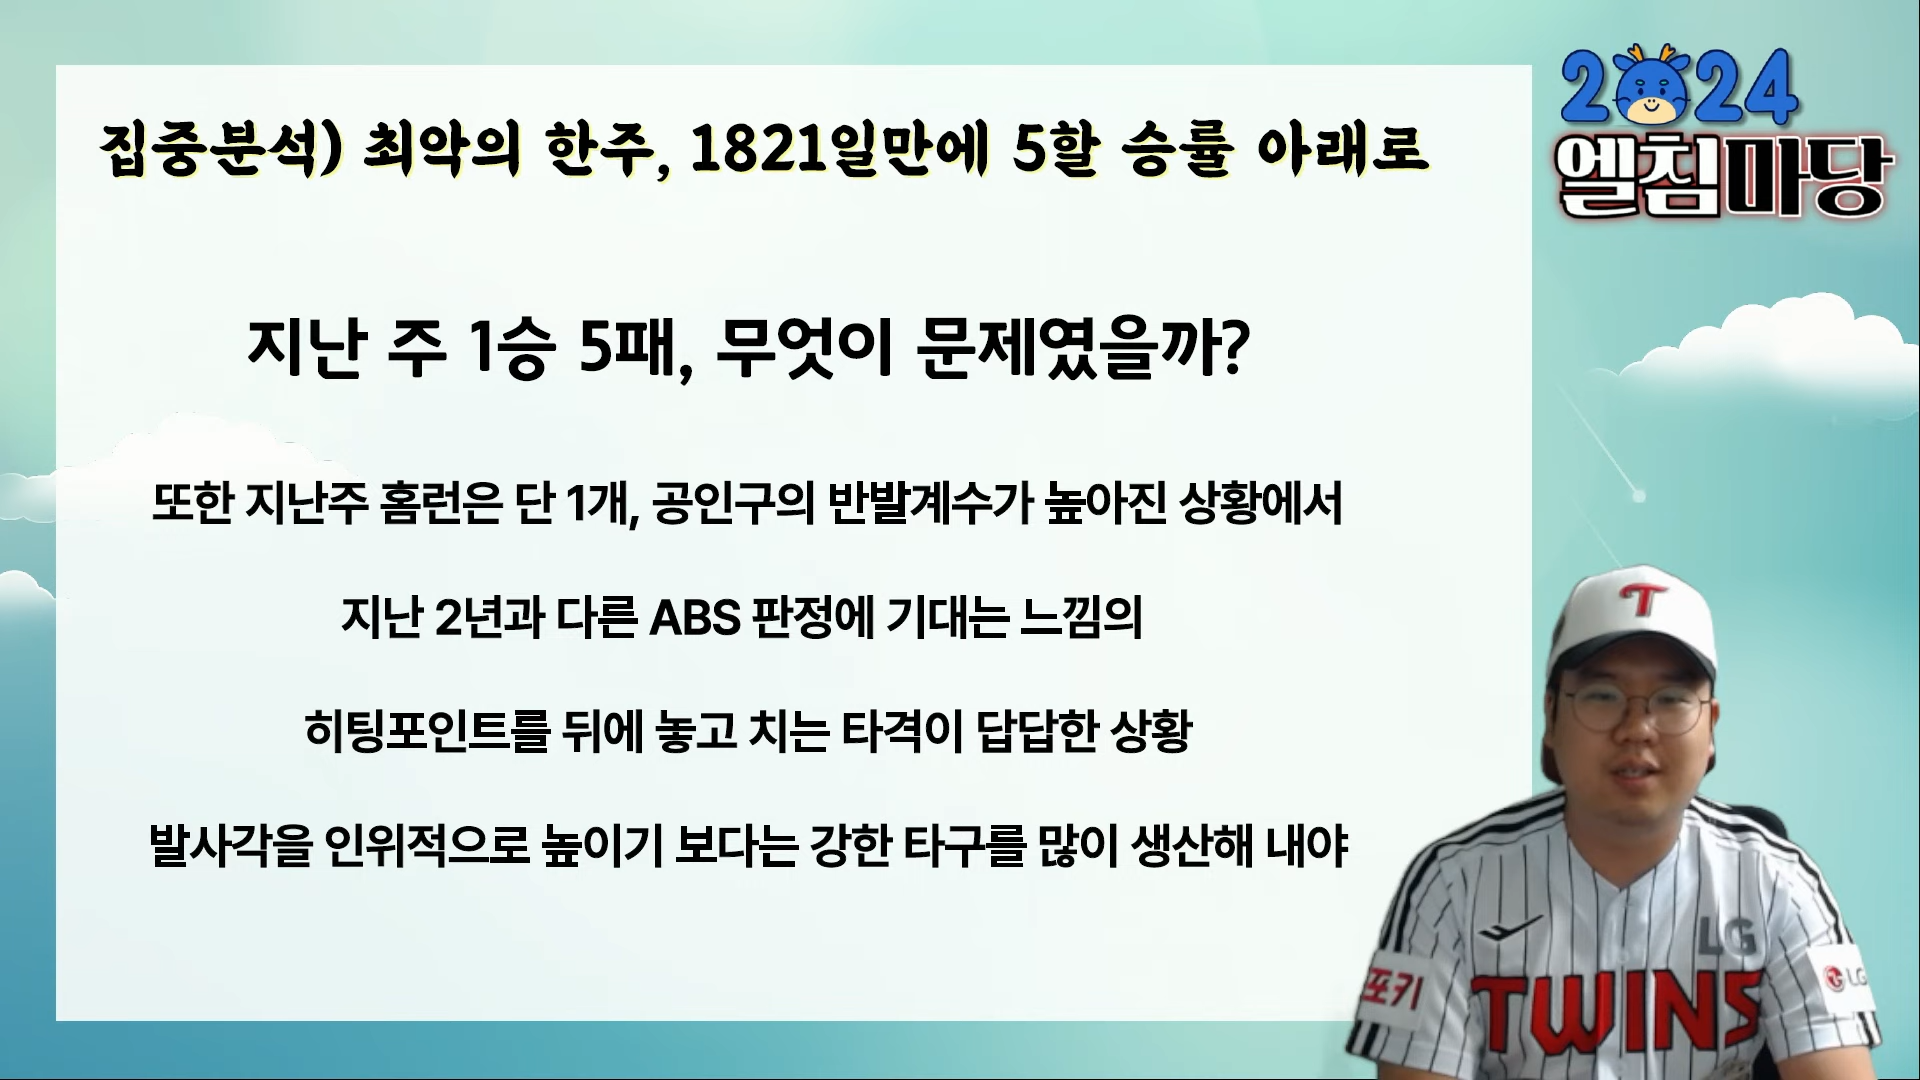 집중분석) 최악의 한주, 1821일만에 5할 승률 아래로
2024
엘침마당
지난 주 1승 5패, 무엇이 문제였을까?
또한 지난주 홈런은 단 1개, 공인구의 반발계수가 높아진 상황에서
지난 2년과 다른 ABS 판정에 기대는 느낌의
히팅포인트를 뒤에 놓고 치는 타격이 답답한 상황
발사각을 인위적으로 높이기 보다는 강한 타구를 많이 생산해 내야
T
LG
TWINS
포키
LG